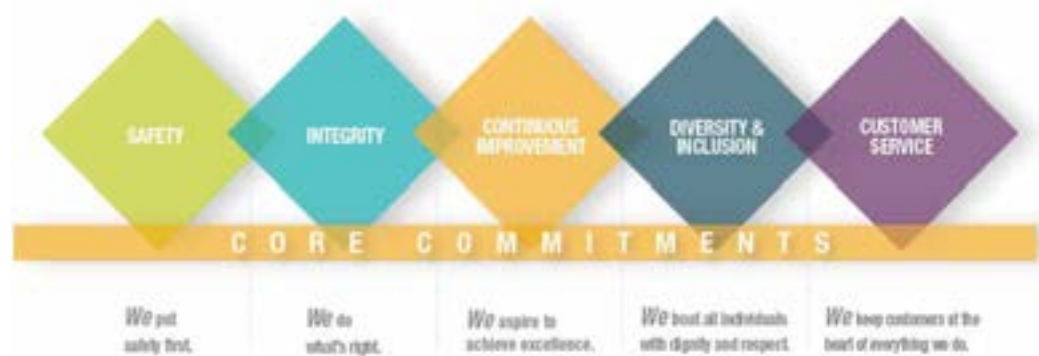 SAFETY
INTEGRITY
CONTINUOUS
IMPROVEMENT
DIVERSITY &
INCLUSION
CUSTOMER
SERVICE
CORE COMMITMENTS
We put
safety first.
We do
what's right.
We aspire to
achieve excellence.
We treat all individuals
with dignity and respect.
We keep customers at the
heart of everything we do.